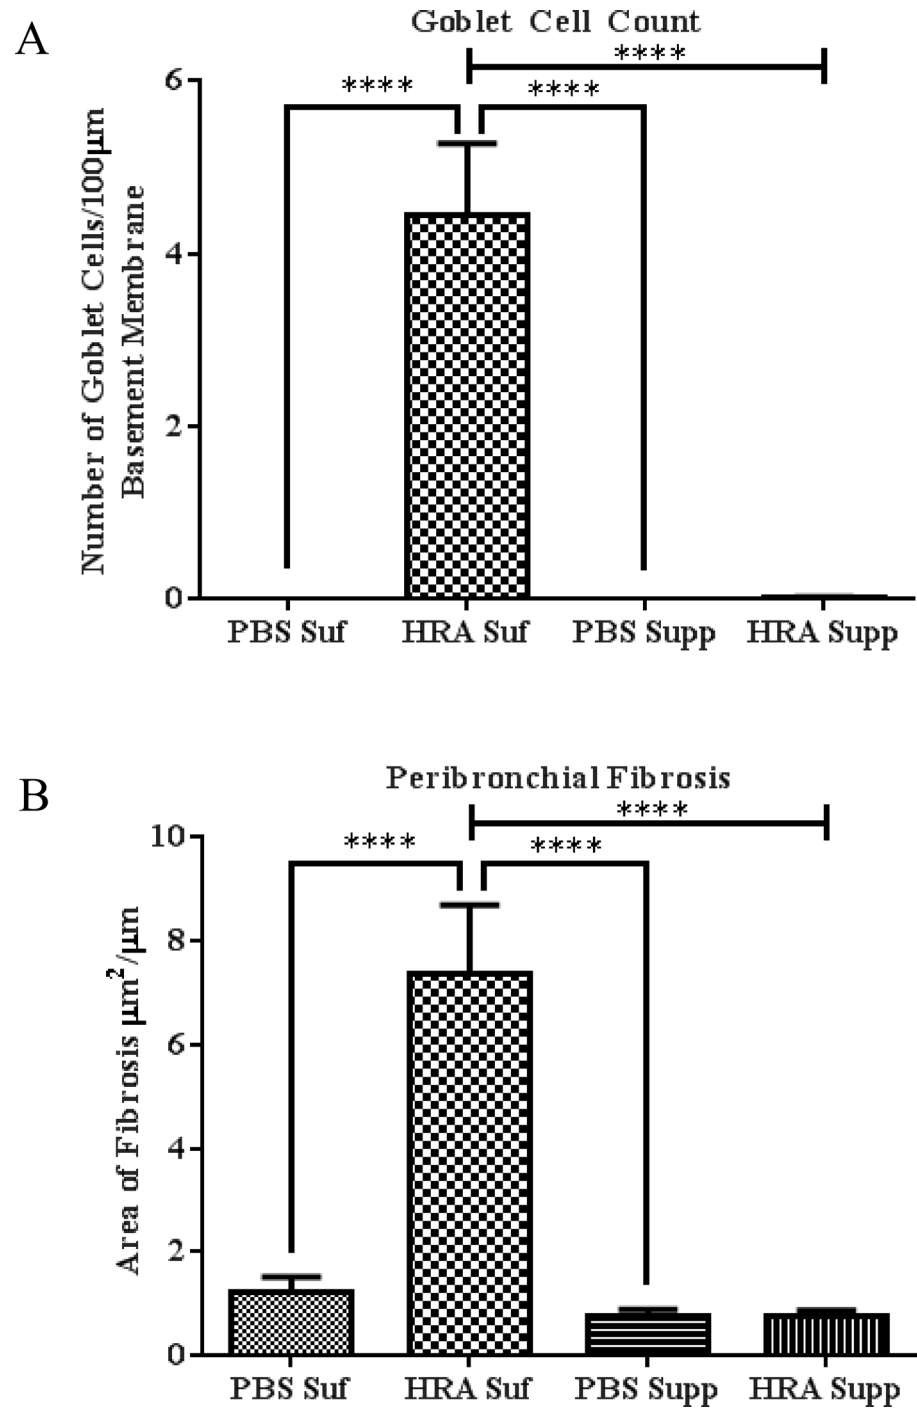 A
Goblet Cell Count
****
****
****
Number of Goblet Cells/100μm
Basement Membrane
6
4
2
0
PBS Suf
HRA Suf
PBS Supp
HRA Supp
B
Peribronchial Fibrosis
****
****
****
Area of Fibrosis μm²/μm
10
8
6
4
2
0
PBS Suf
HRA Suf
PBS Supp
HRA Supp